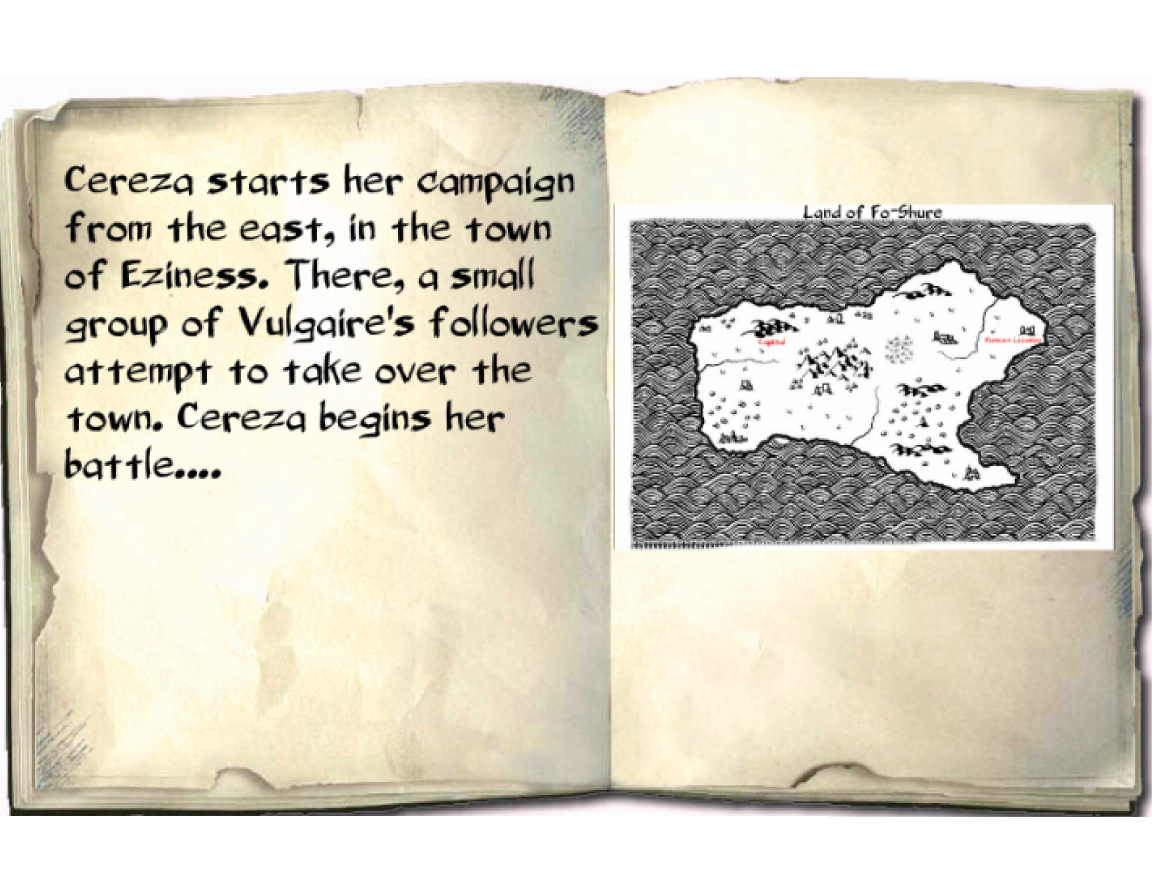 Cereza starts her campaign
from the east, in the town
of Eziness. There, a small
group of Vulgaire's followers
attempt to take over the
town. Cereza begins her
battle....
Land of Fo-Shure
Capital